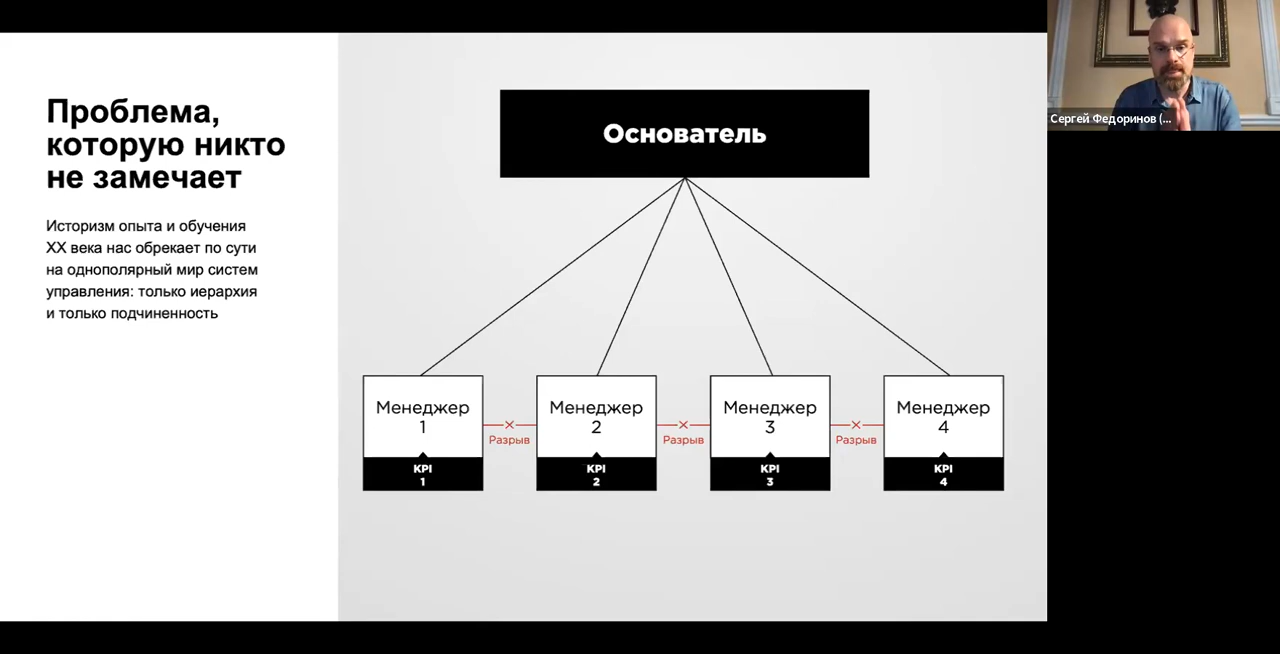 Проблема,
которую никто
не замечает
Историзм опыта и обучения
XX века нас обрекает по сути
на однополярный мир систем
управления: только иерархия
и только подчиненность
Основатель
Менеджер
1
KPI
1
Разрыв
Менеджер
2
KPI
2
Разрыв
Менеджер
3
KPI
3
Разрыв
Менеджер
4
KPI
4
Сергей Федоринов (...